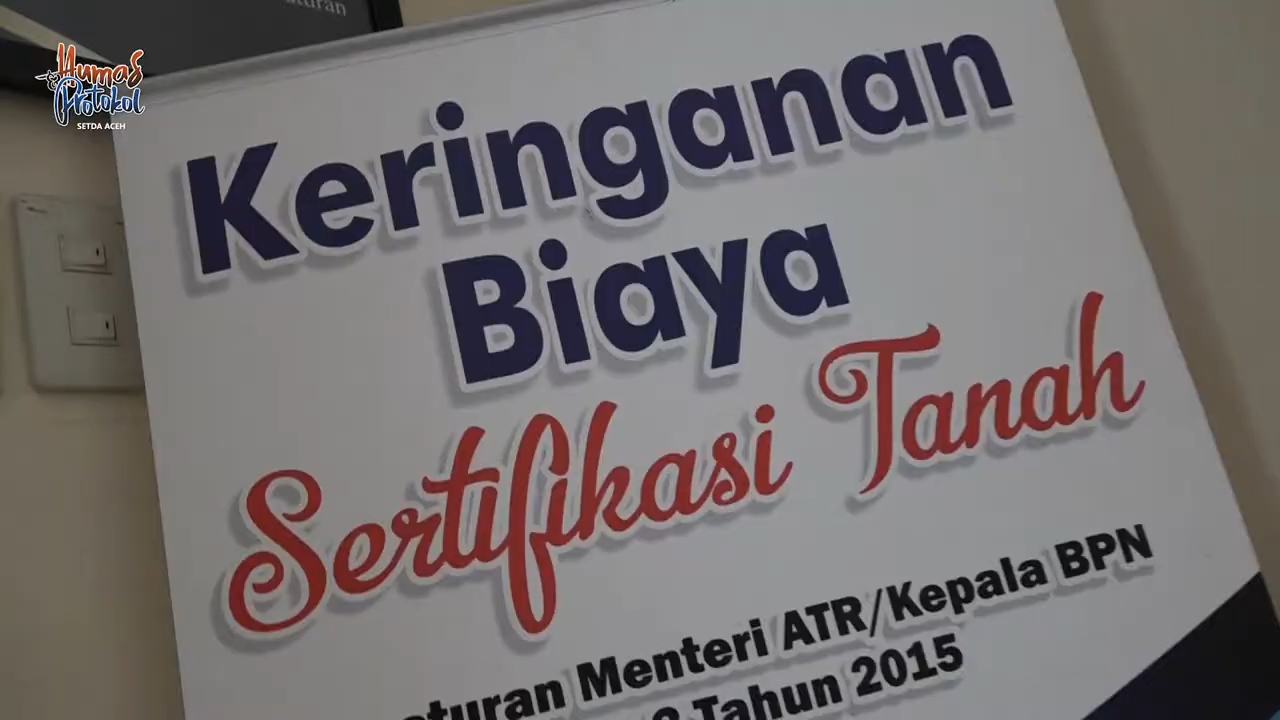 Humas
Protokol
SETDA ACEH
Keringanan
Biaya
Sertifikasi Tanah
Menteri ATR/Kepala BPN
Tahun 2015